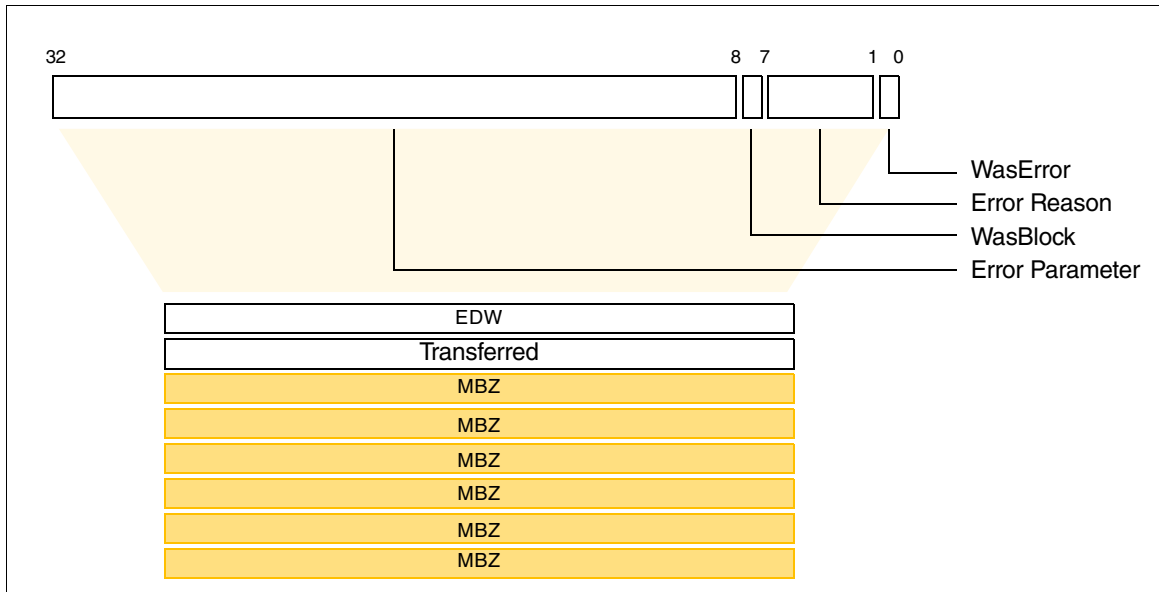 32 8 7 1 0
WasError
Error Reason
WasBlock
Error Parameter
EDW
Transferred
MBZ
MBZ
MBZ
MBZ
MBZ
MBZ